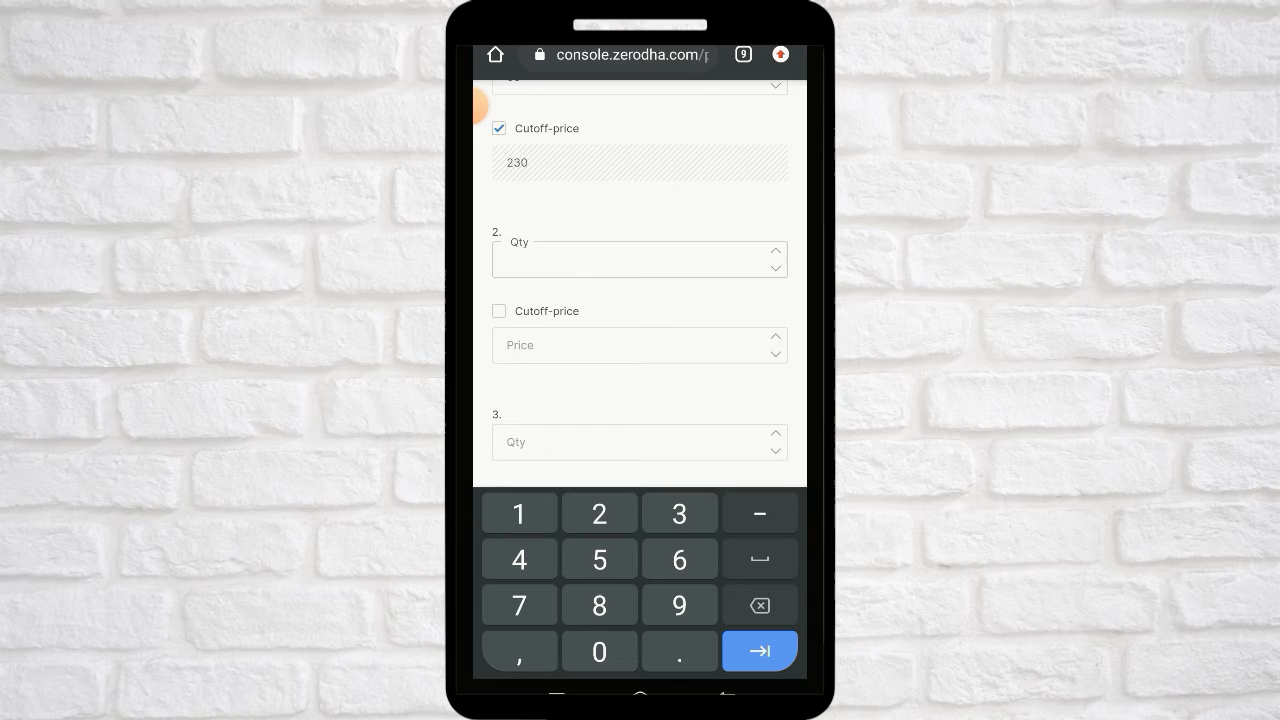 console.zerodha.com/p
9
Cutoff-price
230
2.
Qty
Cutoff-price
Price
3.
Qty
1 2 3 -
4 5 6
7 8 9
, 0 .